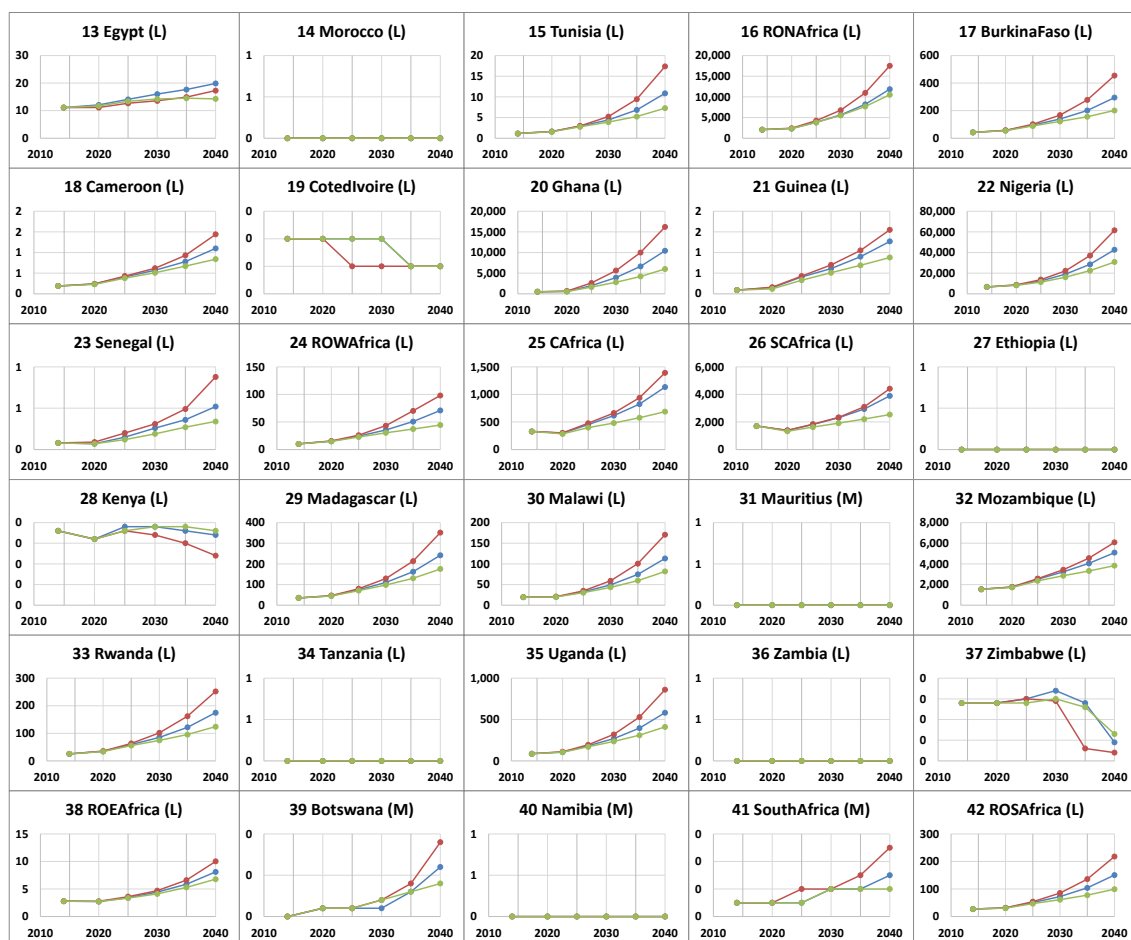 13 Egypt (L)
30
20
10
0
2010 2020 2030 2040
14 Morocco (L)
1
1
0
2010 2020 2030 2040
15 Tunisia (L)
20
15
10
5
0
2010 2020 2030 2040
16 RONAfrica (L)
20,000
15,000
10,000
5,000
0
2010 2020 2030 2040
17 BurkinaFaso (L)
600
400
200
0
2010 2020 2030 2040
18 Cameroon (L)
2
2
1
1
0
2010 2020 2030 2040
19 CotedIvoire (L)
0
0
0
0
2010 2020 2030 2040
20 Ghana (L)
20,000
15,000
10,000
5,000
0
2010 2020 2030 2040
21 Guinea (L)
2
2
1
1
0
2010 2020 2030 2040
22 Nigeria (L)
80,000
60,000
40,000
20,000
0
2010 2020 2030 2040
23 Senegal (L)
1
1
0
2010 2020 2030 2040
24 ROWAfrica (L)
150
100
50
0
2010 2020 2030 2040
25 CAfrica (L)
1,500
1,000
500
0
2010 2020 2030 2040
26 SCAfrica (L)
6,000
4,000
2,000
0
2010 2020 2030 2040
27 Ethiopia (L)
1
1
0
2010 2020 2030 2040
28 Kenya (L)
0
0
0
0
0
2010 2020 2030 2040
29 Madagascar (L)
400
300
200
100
0
2010 2020 2030 2040
30 Malawi (L)
200
150
100
50
0
2010 2020 2030 2040
31 Mauritius (M)
1
1
0
2010 2020 2030 2040
32 Mozambique (L)
8,000
6,000
4,000
2,000
0
2010 2020 2030 2040
33 Rwanda (L)
300
200
100
0
2010 2020 2030 2040
34 Tanzania (L)
1
1
0
2010 2020 2030 2040
35 Uganda (L)
1,000
500
0
2010 2020 2030 2040
36 Zambia (L)
1
1
0
2010 2020 2030 2040
37 Zimbabwe (L)
0
0
0
0
0
2010 2020 2030 2040
38 ROEAfrica (L)
15
10
5
0
2010 2020 2030 2040
39 Botswana (M)
0
0
0
0
2010 2020 2030 2040
40 Namibia (M)
1
1
0
2010 2020 2030 2040
41 SouthAfrica (M)
0
0
0
0
2010 2020 2030 2040
42 ROSAfrica (L)
300
200
100
0
2010 2020 2030 2040